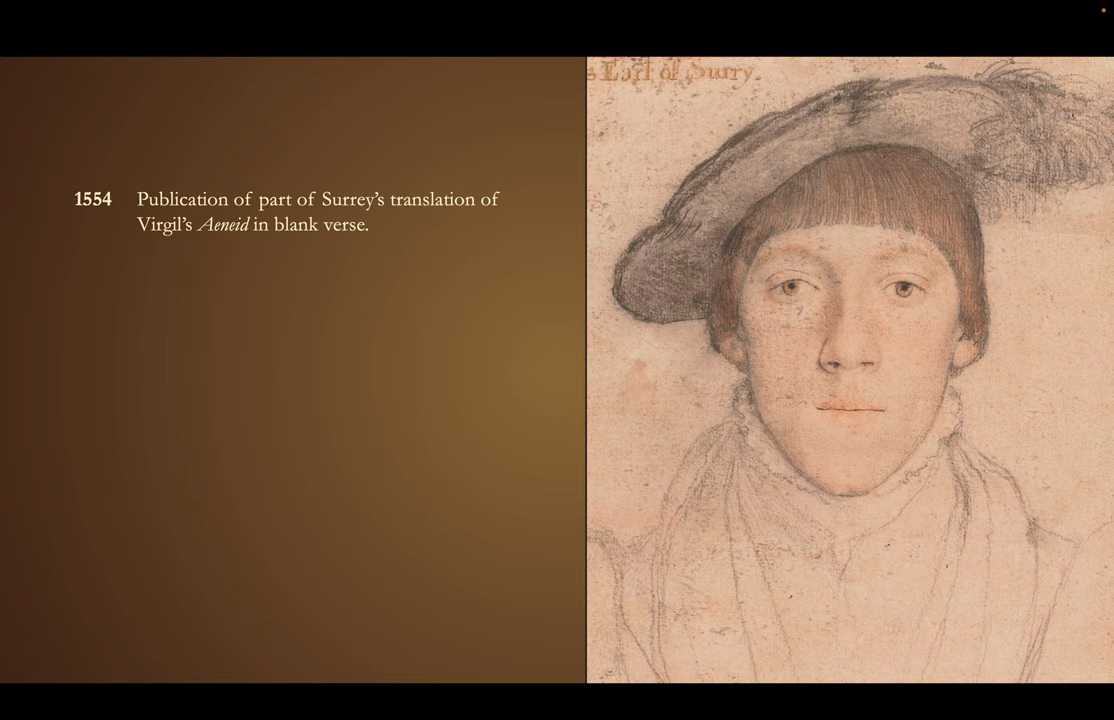 s Earl of Surry.
1554 Publication of part of Surrey’s translation of
Virgil’s Aeneid in blank verse.